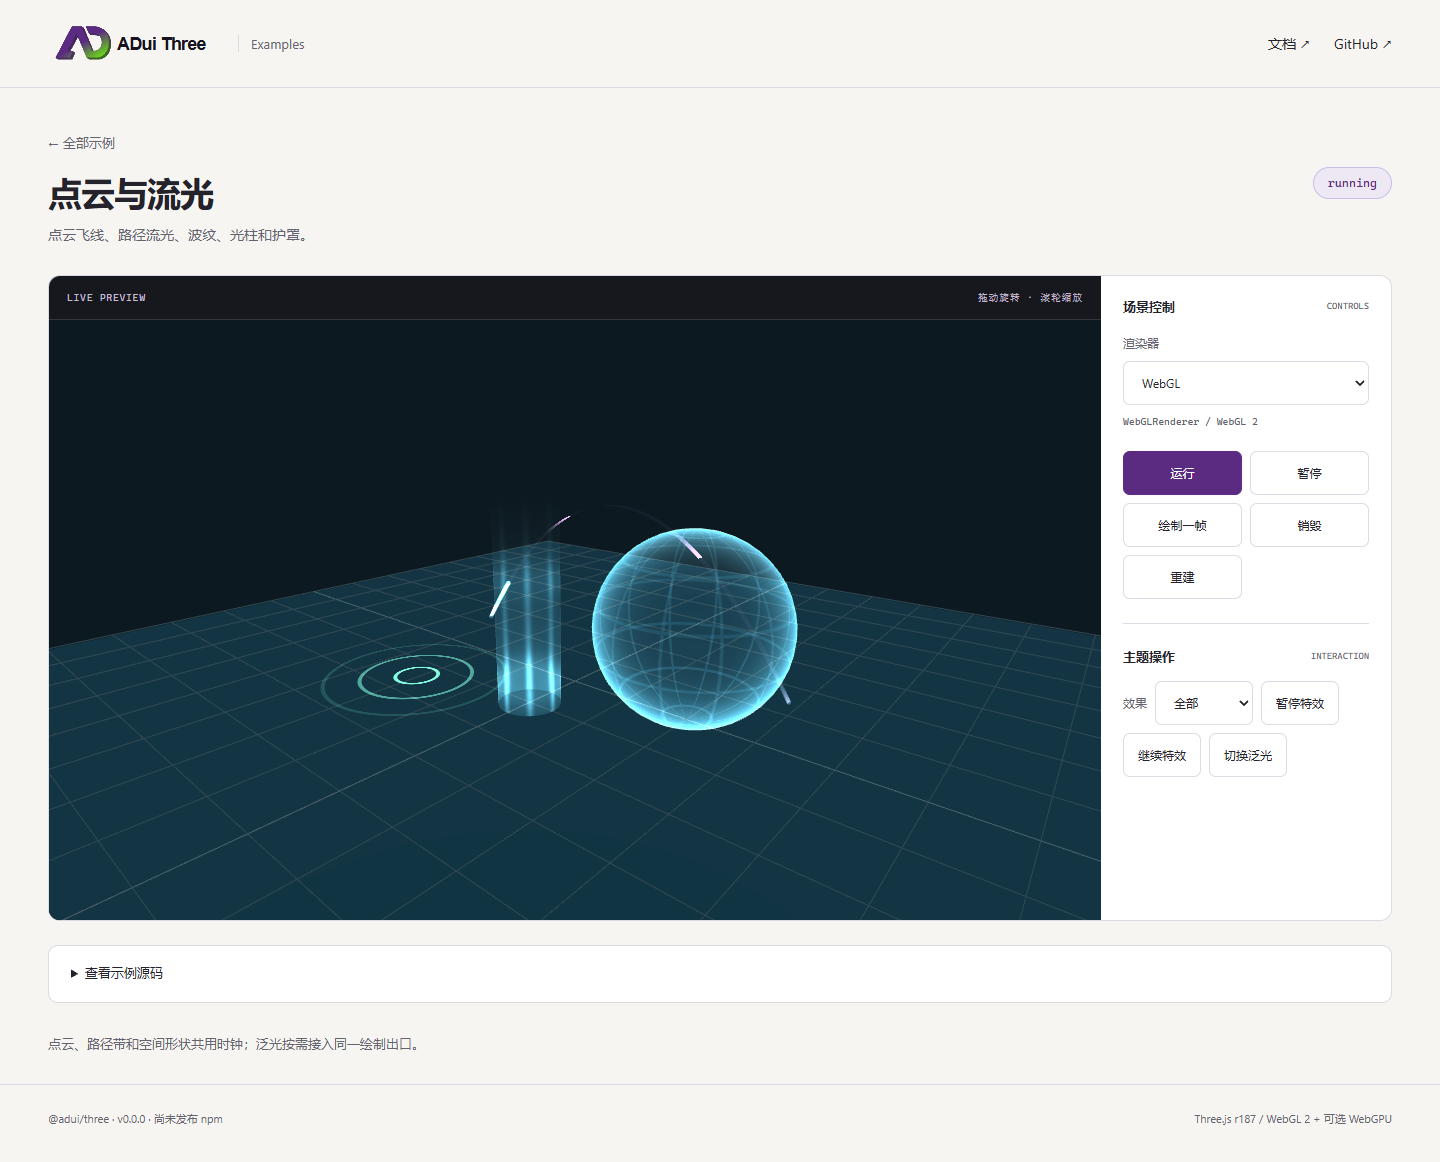 ADui Three
Examples
文档 ↗
GitHub ↗
← 全部示例
点云与流光
running
点云飞线、路径流光、波纹、光柱和护罩。
LIVE PREVIEW
拖动旋转 · 滚轮缩放
场景控制
CONTROLS
渲染器
WebGL
WebGLRenderer / WebGL 2
运行
暂停
绘制一帧
销毁
重建
主题操作
INTERACTION
效果
全部
暂停特效
继续特效
切换泛光
▶ 查看示例源码
点云、路径带和空间形状共用时钟；泛光按需接入同一绘制出口。
@adui/three · v0.0.0 · 尚未发布 npm
Three.js r187 / WebGL 2 + 可选 WebGPU